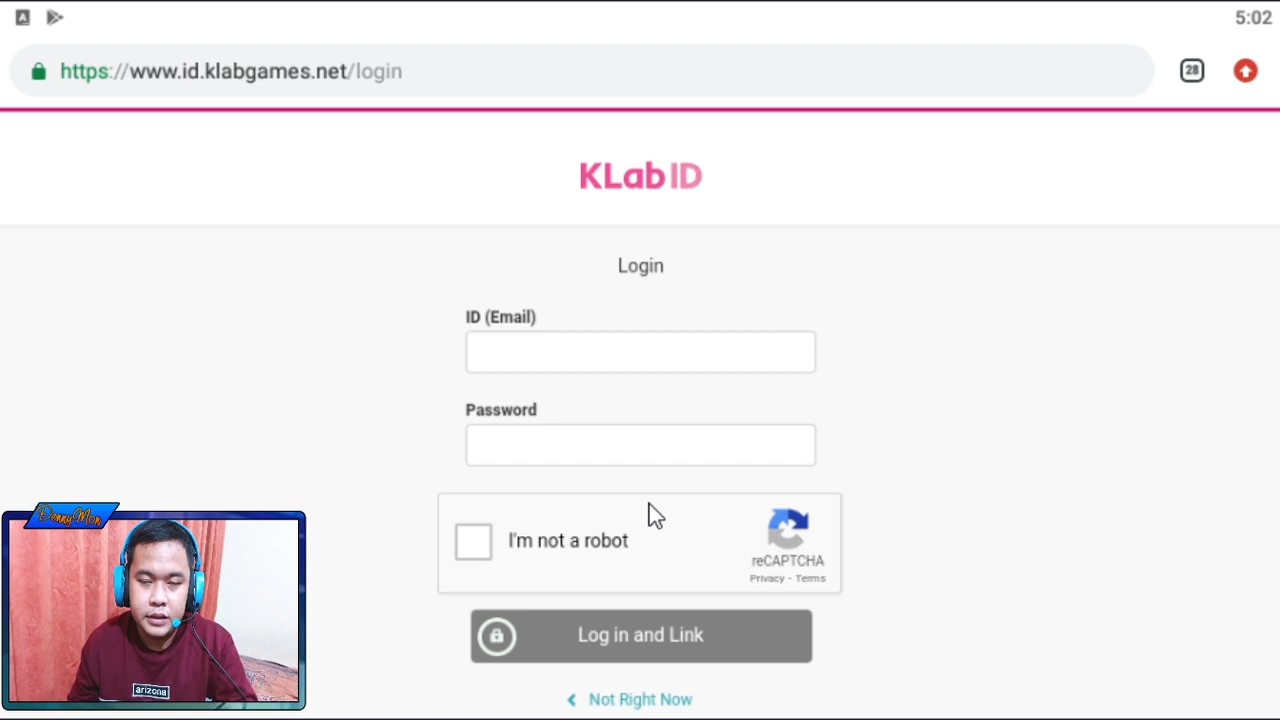 5:02
https://www.id.klabgames.net/login
28
KLab ID
Login
ID (Email)
Password
I'm not a robot
reCAPTCHA
Privacy - Terms
Log in and Link
Not Right Now
DennyMon
arizona